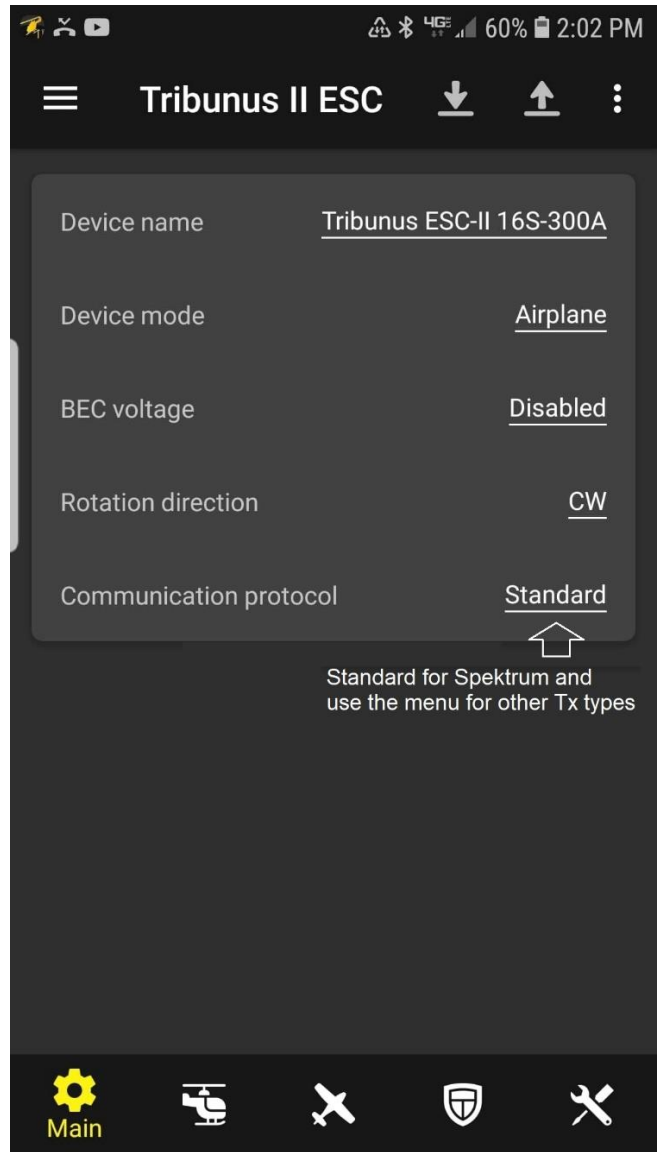 4GE 60% 2:02 PM
Tribunus II ESC
Device name Tribunus ESC-II 16S-300A
Device mode Airplane
BEC voltage Disabled
Rotation direction CW
Communication protocol Standard
Standard for Spektrum and
use the menu for other Tx types
Main